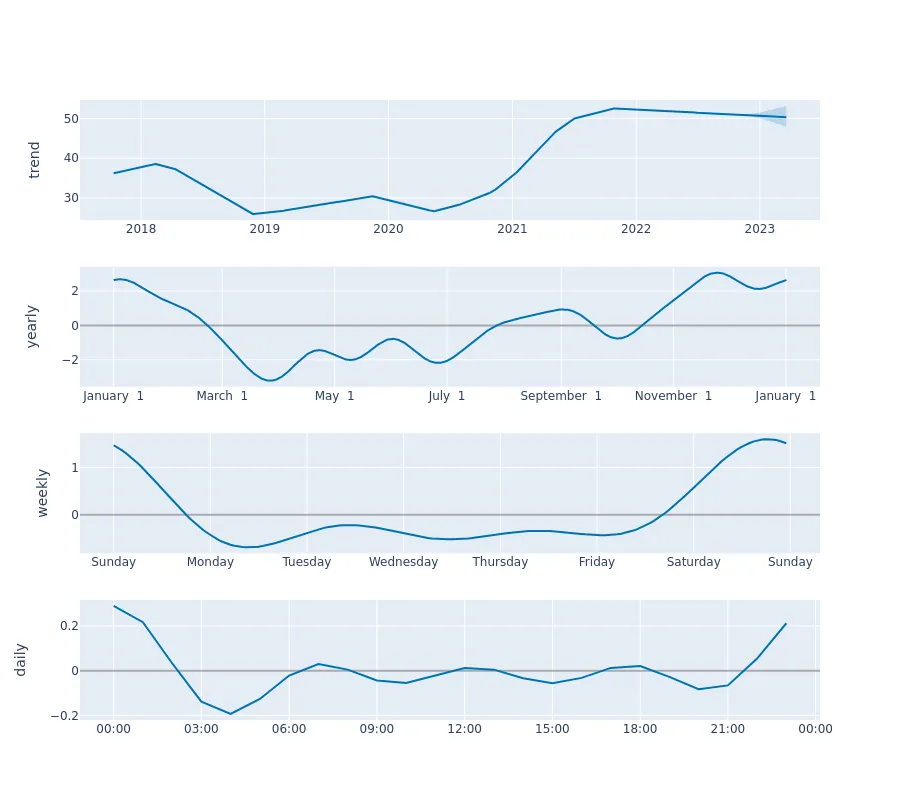 trend
50
40
30
2018 2019 2020 2021 2022 2023
yearly
2
0
−2
January 1 March 1 May 1 July 1 September 1 November 1 January 1
weekly
1
0
Sunday Monday Tuesday Wednesday Thursday Friday Saturday Sunday
daily
0.2
0
−0.2
00:00 03:00 06:00 09:00 12:00 15:00 18:00 21:00 00:00